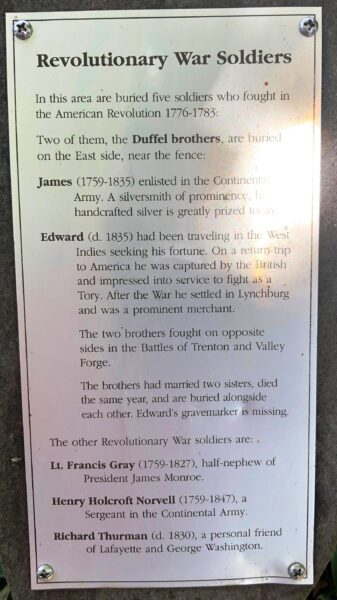 Revolutionary War Soldiers
In this area are buried five soldiers who fought in
the American Revolution 1776-1783:
Two of them, the Duffel brothers, are buried
on the East side, near the fence:
James (1759-1835) enlisted in the Continental
Army. A silversmith of prominence, his
handcrafted silver is greatly prized today.
Edward (d. 1835) had been traveling in the West
Indies seeking his fortune. On a return trip
to America he was captured by the British
and impressed into service to fight as a
Tory. After the War he settled in Lynchburg
and was a prominent merchant.
The two brothers fought on opposite
sides in the Battles of Trenton and Valley
Forge.
The brothers had married two sisters, died
the same year, and are buried alongside
each other. Edward's gravemarker is missing.
The other Revolutionary War soldiers are:
Lt. Francis Gray (1759-1827), half-nephew of
President James Monroe.
Henry Holcroft Norvell (1759-1847), a
Sergeant in the Continental Army.
Richard Thurman (d. 1830), a personal friend
of Lafayette and George Washington.